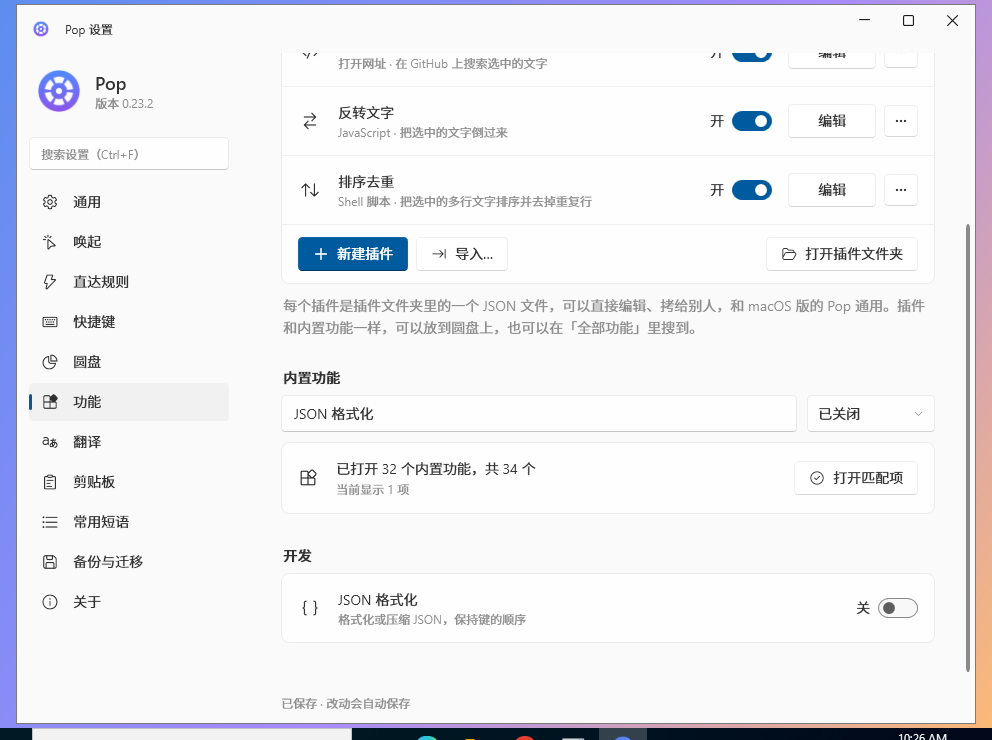 Pop 设置
Pop
版本 0.23.2
搜索设置（Ctrl+F）
通用
唤起
直达规则
快捷键
圆盘
功能
翻译
剪贴板
常用短语
备份与迁移
关于
打开网址 · 在 GitHub 上搜索选中的文字
开
编辑
反转文字
JavaScript · 把选中的文字倒过来
开
编辑
...
排序去重
Shell 脚本 · 把选中的多行文字排序并去掉重复行
开
编辑
...
新建插件
导入...
打开插件文件夹
每个插件是插件文件夹里的一个 JSON 文件，可以直接编辑、拷给别人，和 macOS 版的 Pop 通用。插件
和内置功能一样，可以放到圆盘上，也可以在「全部功能」里搜到。
内置功能
JSON 格式化
已关闭
已打开 32 个内置功能，共 34 个
当前显示 1 项
打开匹配项
开发
{ }
JSON 格式化
格式化或压缩 JSON，保持键的顺序
关
已保存 · 改动会自动保存
10:26 AM